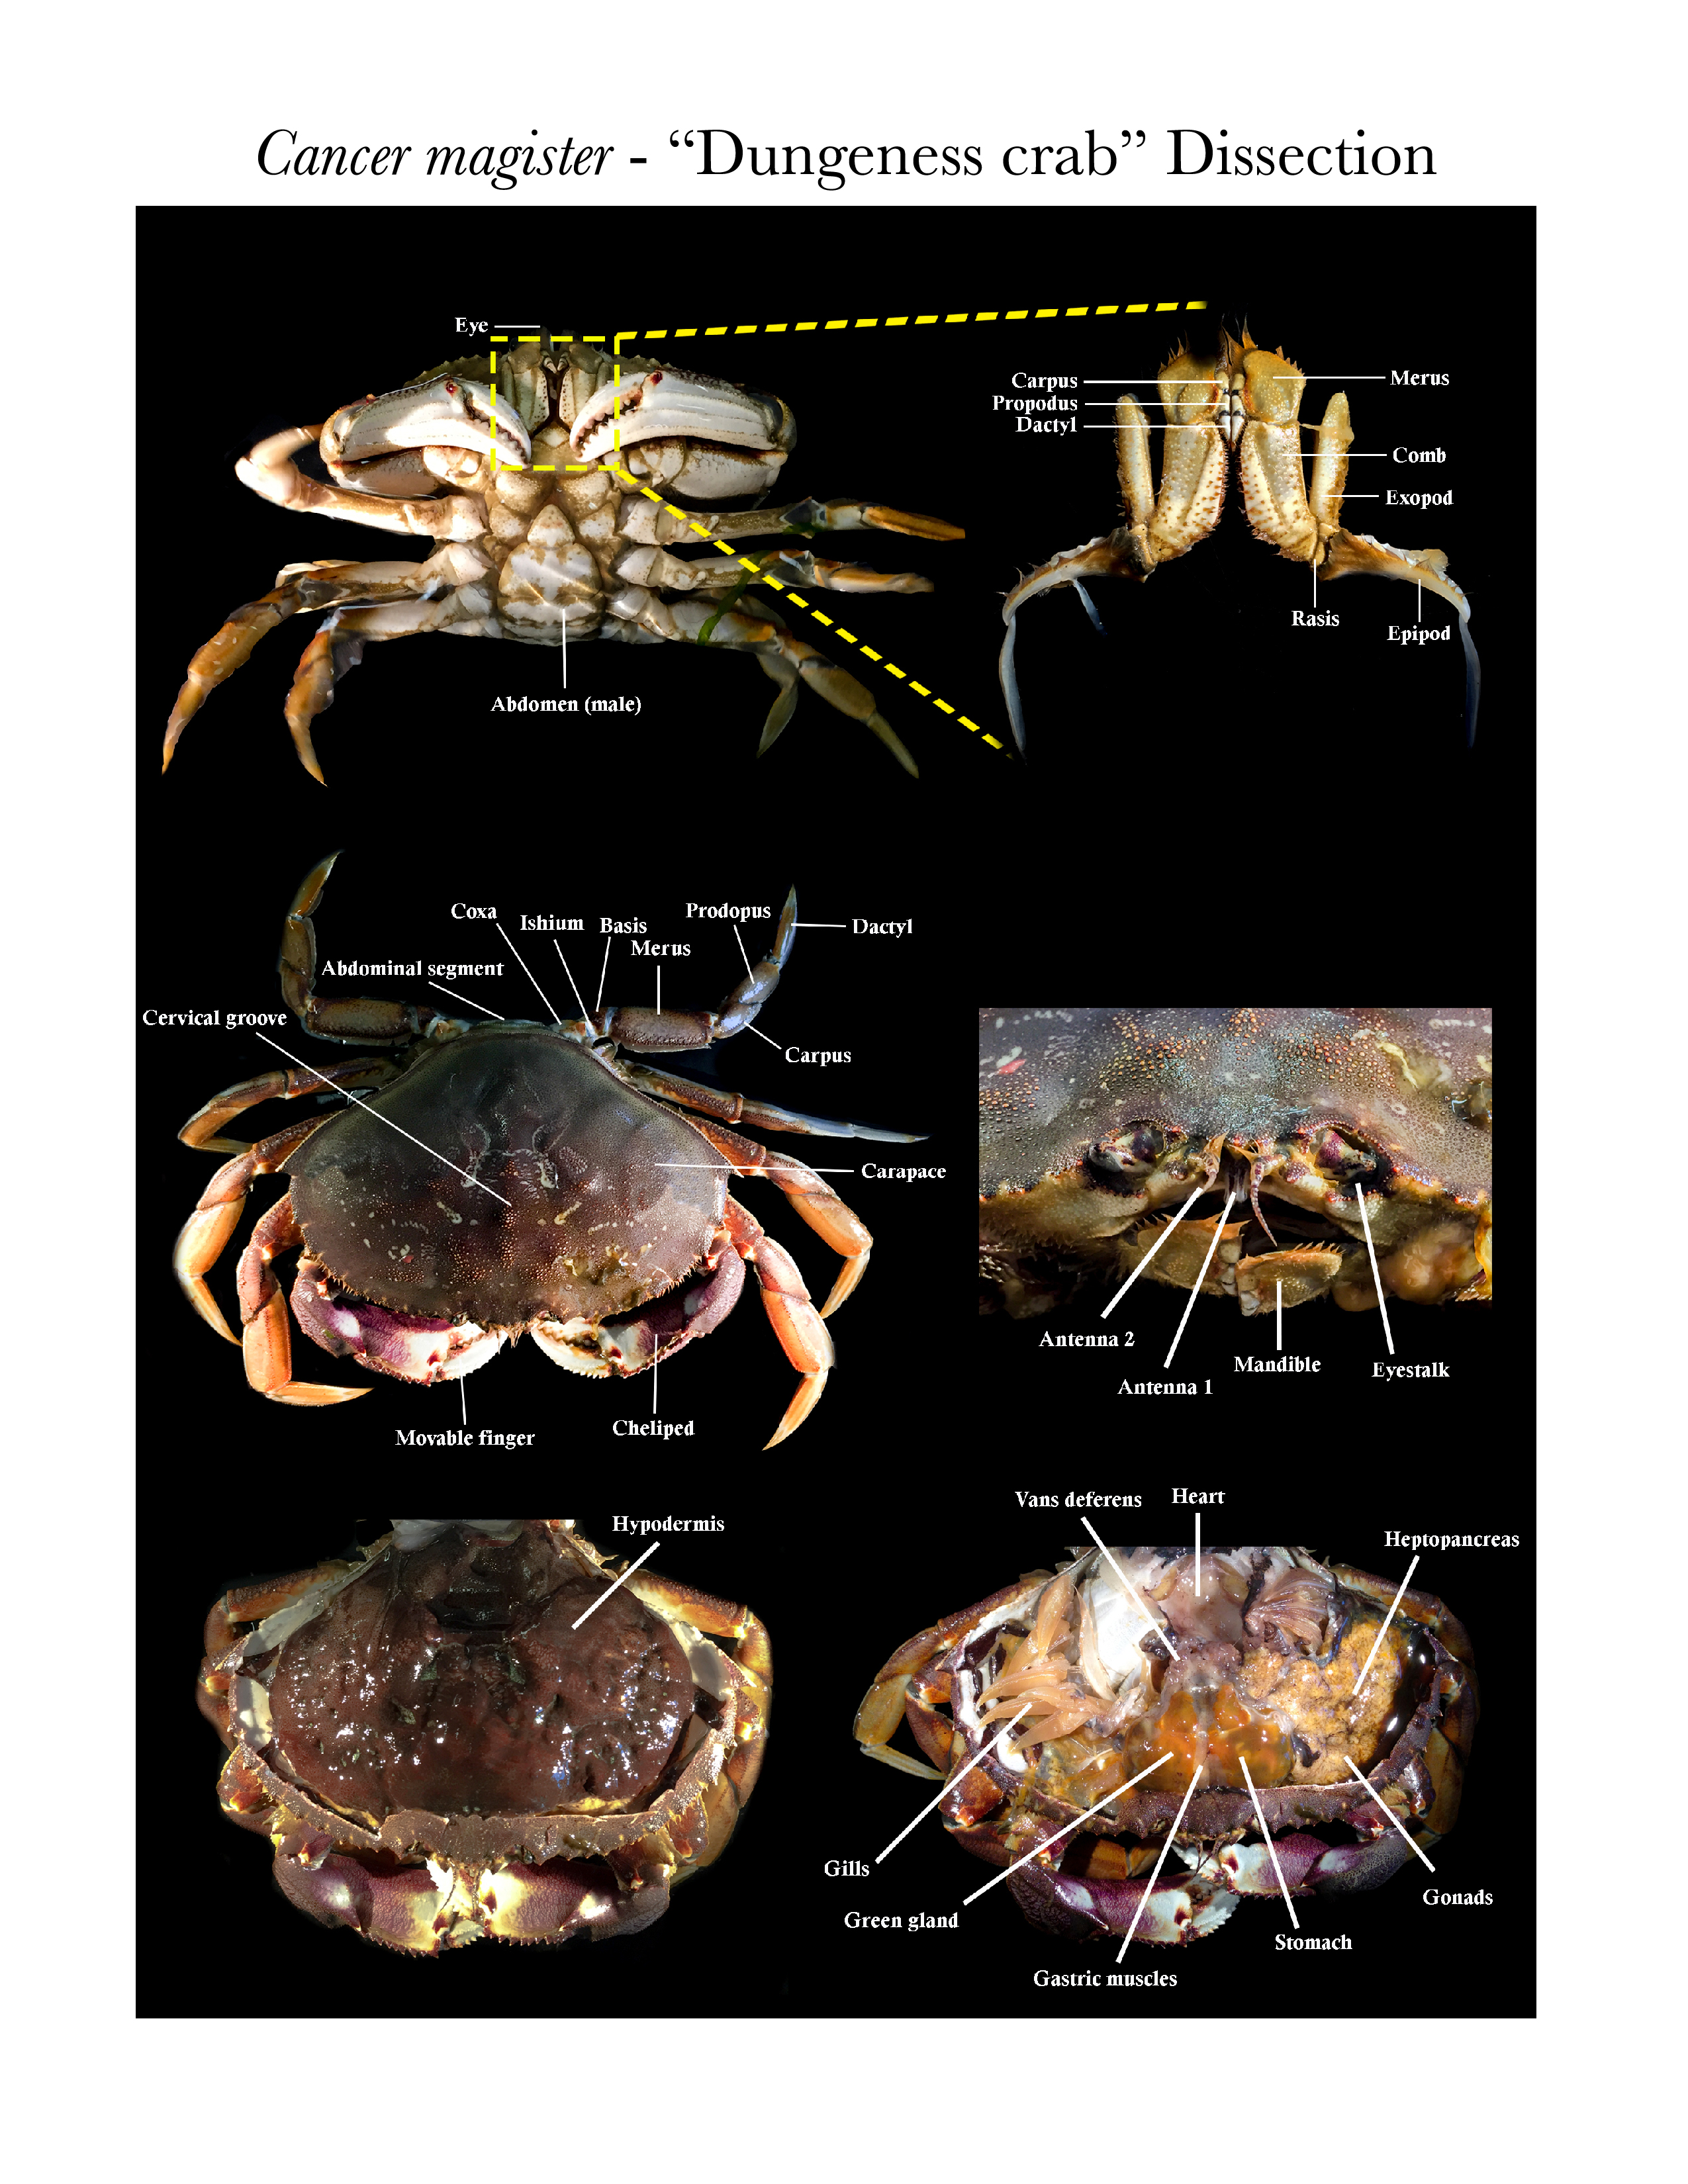 Cancer magister - “Dungeness crab” Dissection
Eye
Abdomen (male)
Carpus
Propodus
Dactyl
Merus
Comb
Exopod
Rasis
Epipod
Coxa
Ishium
Basis
Merus
Prodopus
Dactyl
Abdominal segment
Cervical groove
Carpus
Carapace
Movable finger
Cheliped
Antenna 2
Antenna 1
Mandible
Eyestalk
Hypodermis
Vans deferens
Heart
Heptopancreas
Gills
Green gland
Gastric muscles
Stomach
Gonads